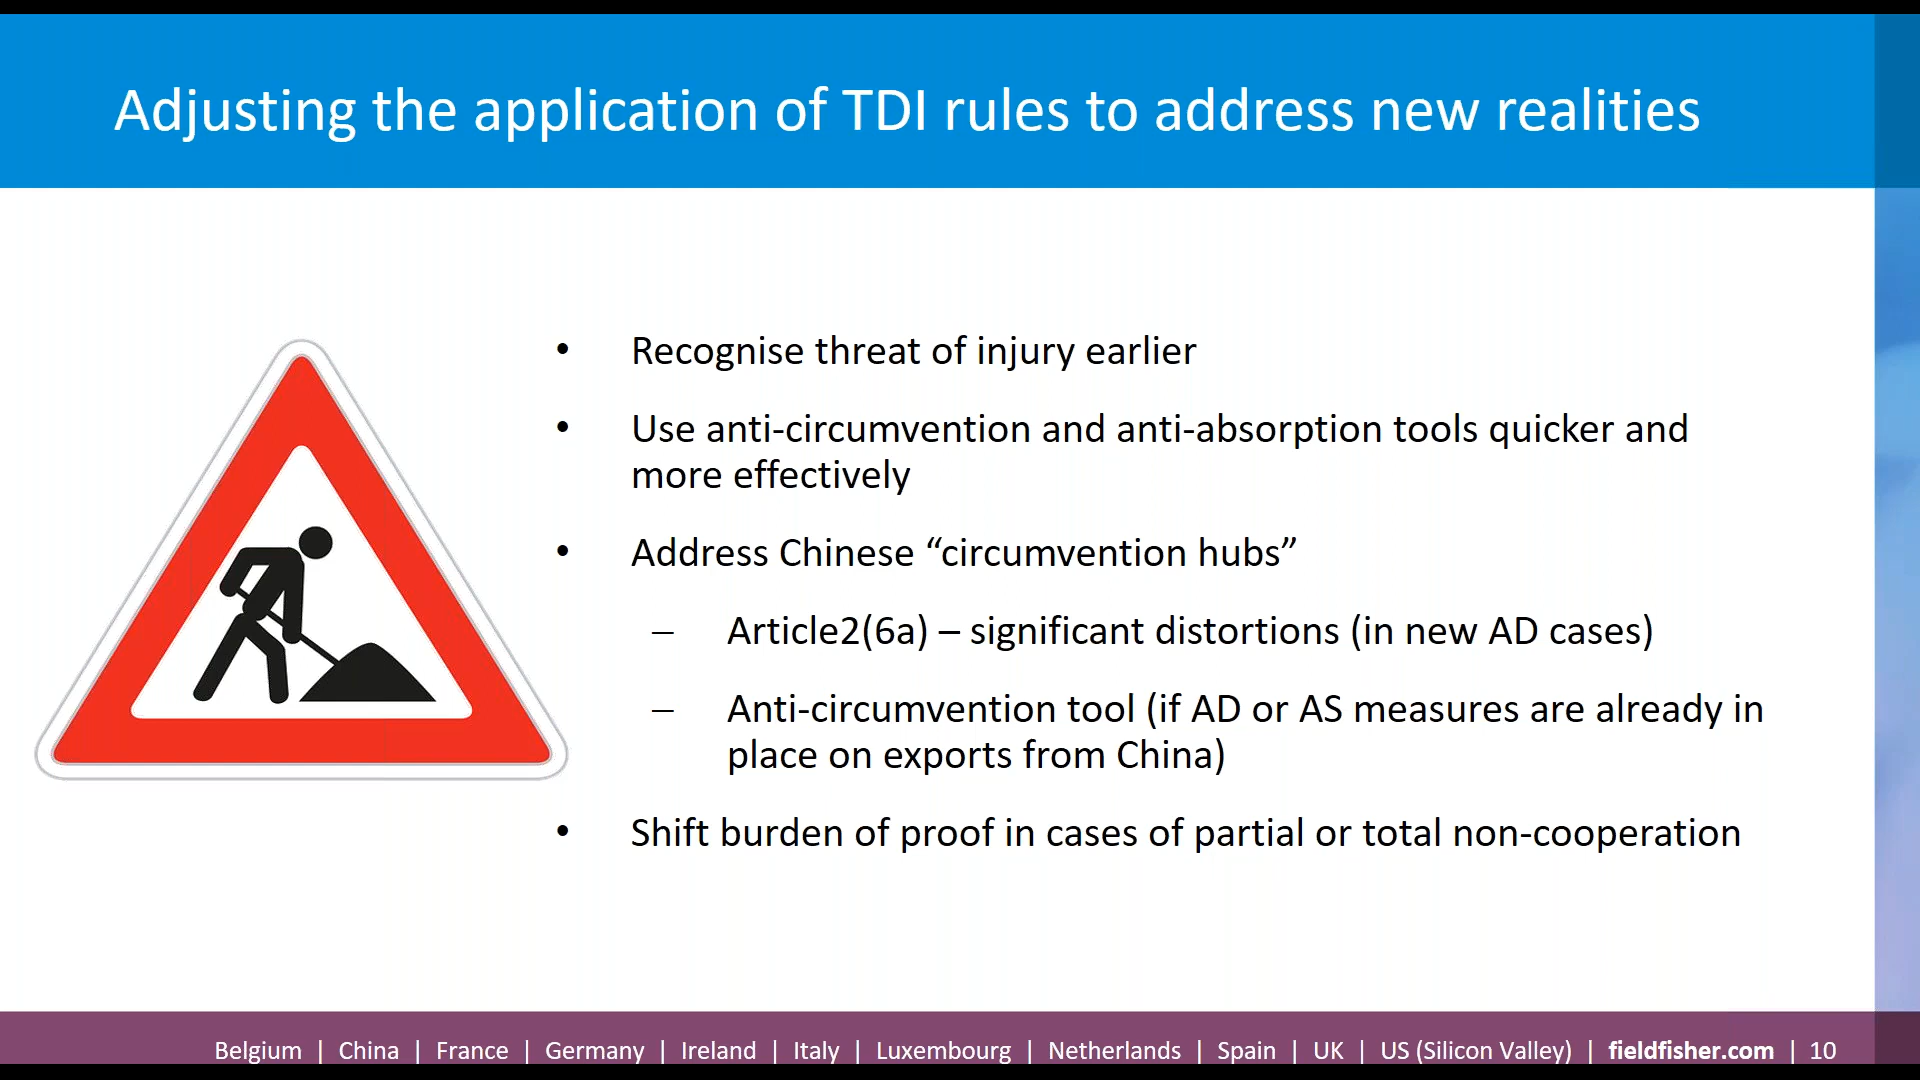 Adjusting the application of TDI rules to address new realities
• Recognise threat of injury earlier
• Use anti-circumvention and anti-absorption tools quicker and
more effectively
• Address Chinese “circumvention hubs”
– Article2(6a) – significant distortions (in new AD cases)
– Anti-circumvention tool (if AD or AS measures are already in
place on exports from China)
• Shift burden of proof in cases of partial or total non-cooperation
Belgium | China | France | Germany | Ireland | Italy | Luxembourg | Netherlands | Spain | UK | US (Silicon Valley) | fieldfisher.com | 10